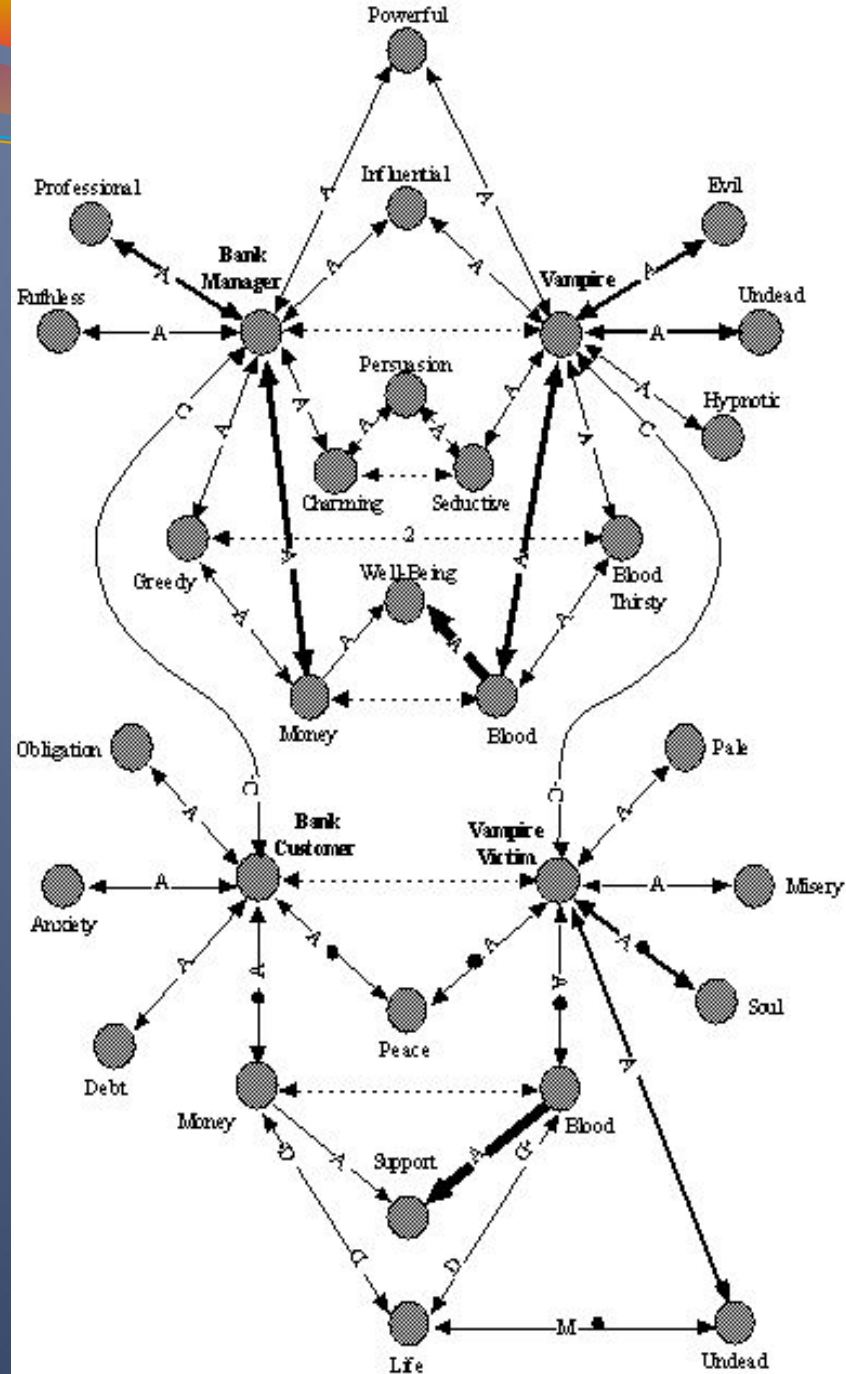 Powerful
Influential
Professional
Evil
Bank
Manager
Vampire
Ruthless
Undead
A
A
A
A
A
A
A
A
Persuasion
Hypnotic
A
C
C
A
A
A
A
A
A
A
Charming
Seductive
2
Greedy
Well-Being
Blood
Thirsty
A
A
A
A
A
A
Money
Blood
Obligation
Pale
-C
-C
Bank
Customer
Vampire
Victim
A
A
Anxiety
A
A
Misery
A
A
A
A
A
A
Soul
Peace
Debt
A
Money
Blood
Support
A
A
D
D
D
D
M
Life
Undead